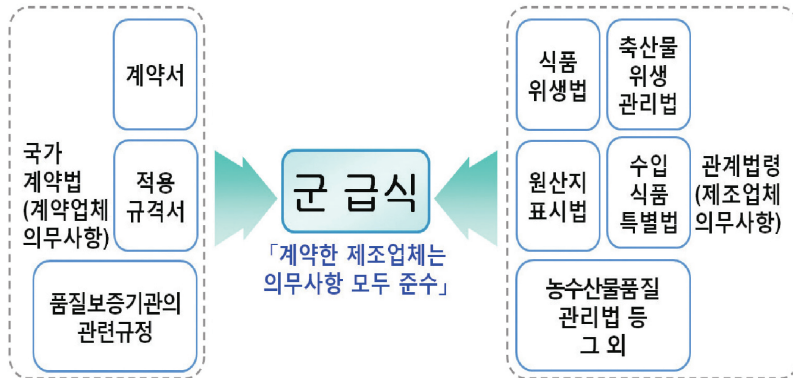 계약서
국가
계약법
(계약업체
의무사항)
적용
규격서
품질보증기관의
관련규정
군 급식
「계약한 제조업체는
의무사항 모두 준수」
식품
위생법
축산물
위생
관리법
원산지
표시법
수입
식품
특별법
관계법령
(제조업체
의무사항)
농수산물품질
관리법 등
그 외